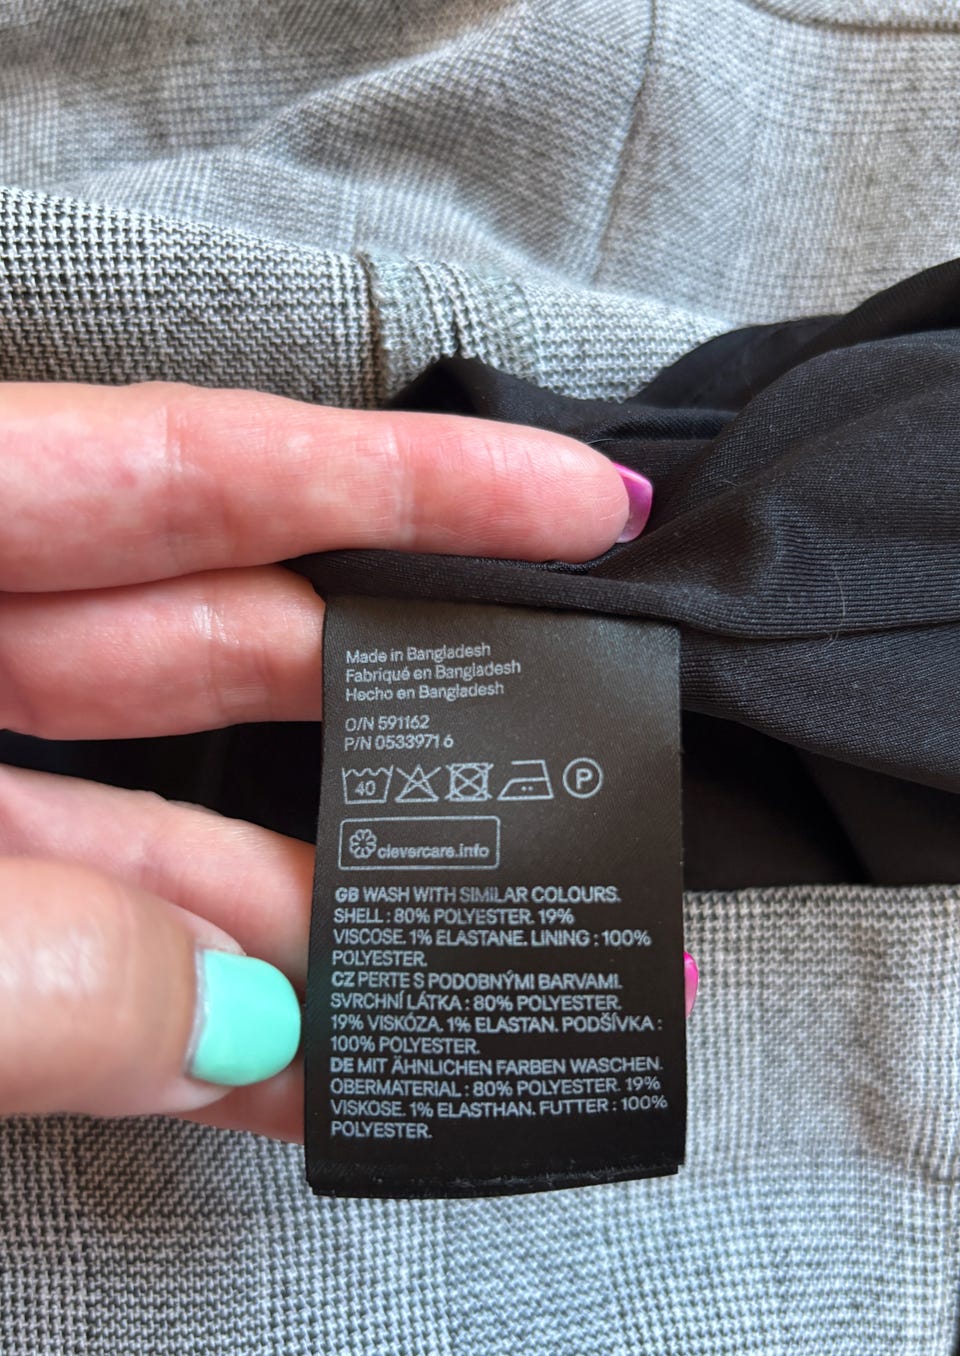 Made in Bangladesh
Fabriqué en Bangladesh
Hecho en Bangladesh
O/N 591162
P/N 0533971 6
40 P
clevercare.info
GB WASH WITH SIMILAR COLOURS.
SHELL : 80% POLYESTER. 19%
VISCOSE. 1% ELASTANE. LINING : 100%
POLYESTER.
CZ PERTE S PODOBNÝMI BARVAMI.
SVRCHNÍ LÁTKA : 80% POLYESTER.
19% VISKÓZA. 1% ELASTAN. PODŠÍVKA :
100% POLYESTER.
DE MIT ÄHNLICHEN FARBEN WASCHEN.
OBERMATERIAL : 80% POLYESTER. 19%
VISKOSE. 1% ELASTHAN. FUTTER : 100%
POLYESTER.